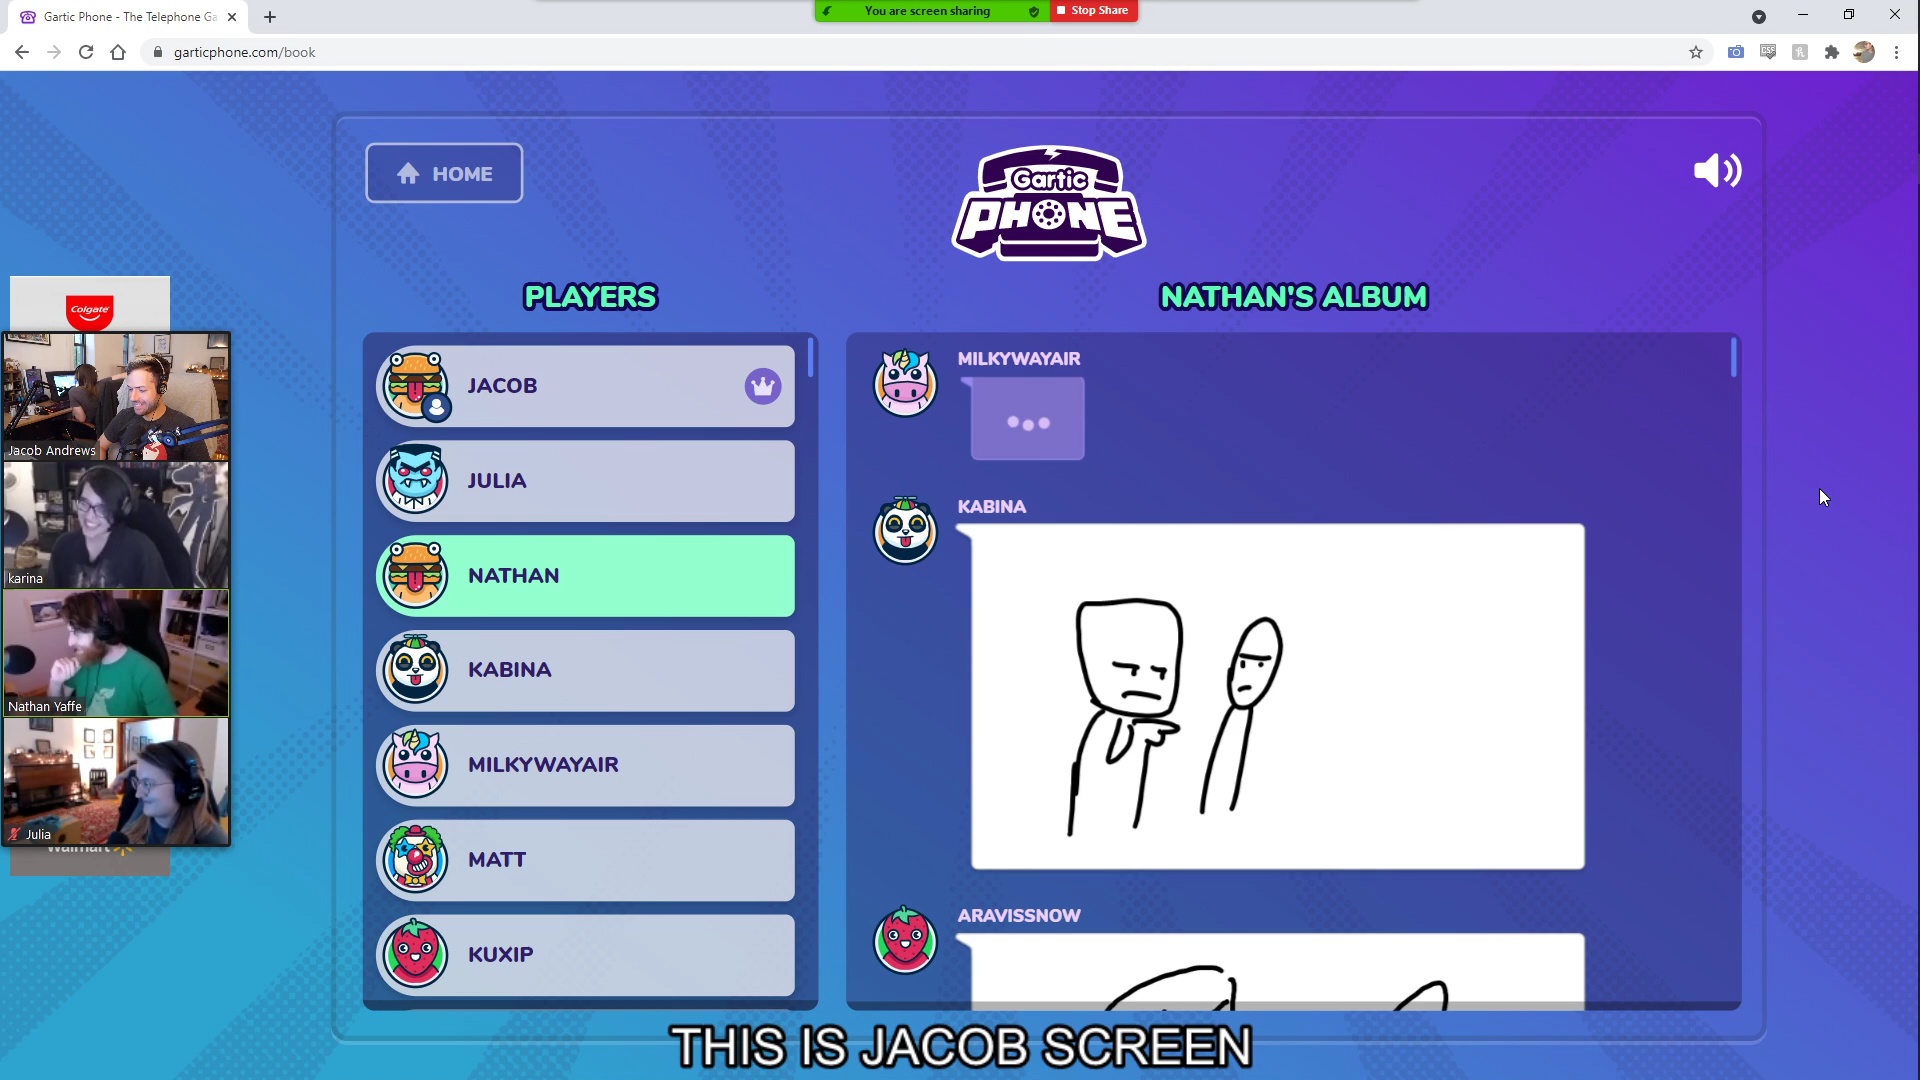 Gartic Phone - The Telephone Ga
You are screen sharing
Stop Share
garticphone.com/book
HOME
Gartic
PHONE
PLAYERS
NATHAN'S ALBUM
Colgate
Jacob Andrews
karina
Nathan Yaffe
Julia
Walmart
JACOB
JULIA
NATHAN
KABINA
MILKYWAYAIR
MATT
KUXIP
MILKYWAYAIR
KABINA
ARAVISSNOW
THIS IS JACOB SCREEN